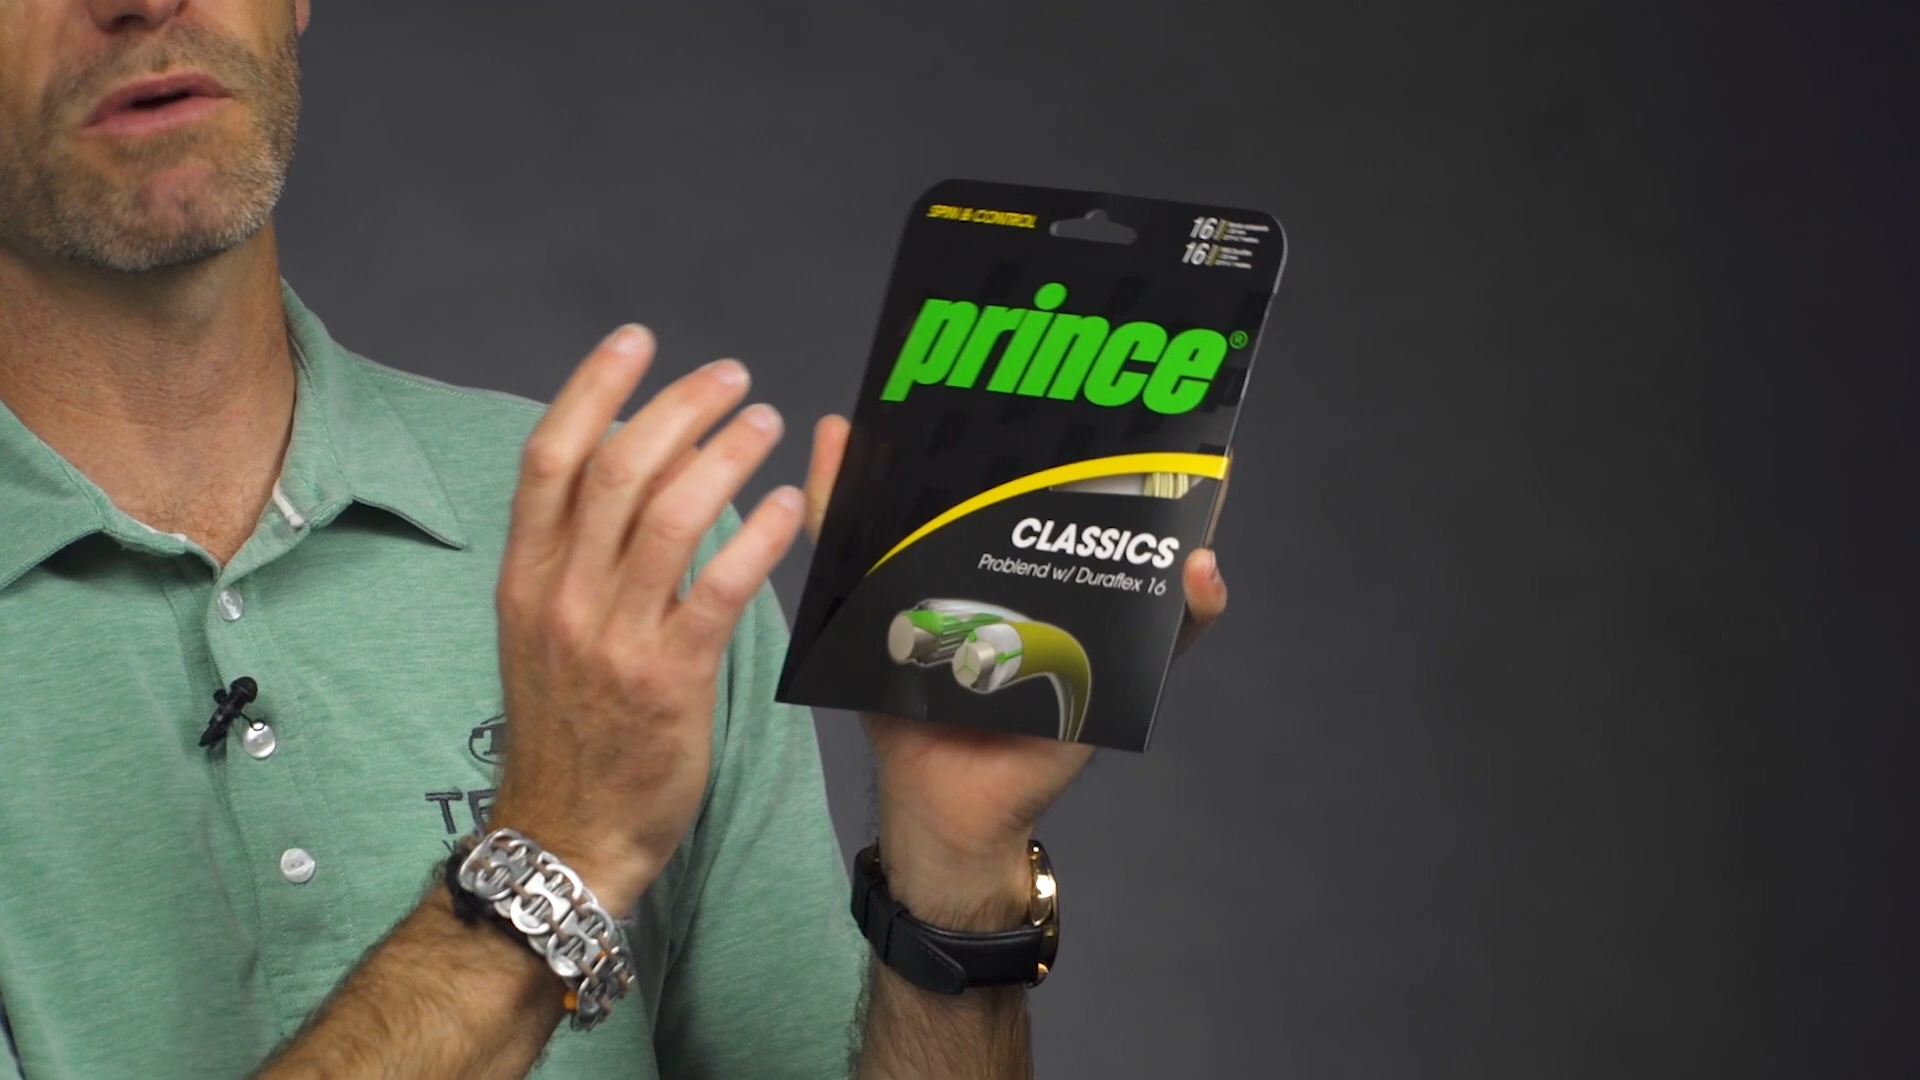 SPIN & CONTROL
16
16
prince®
CLASSICS
Problend w/ Duraflex 16